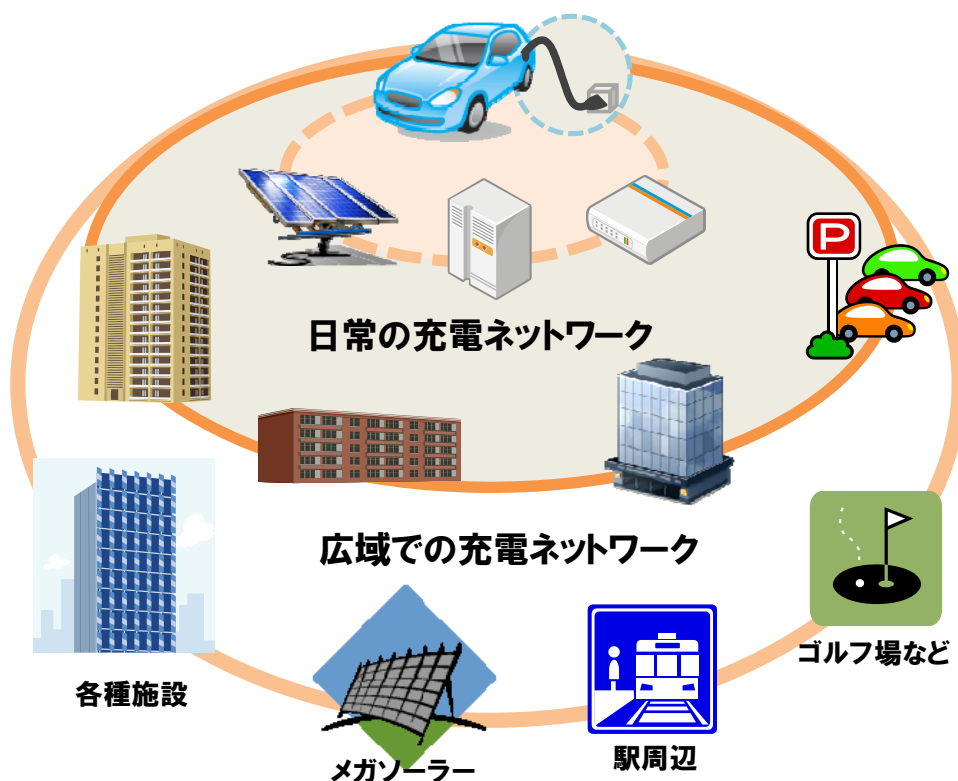 P
日常の充電ネットワーク
広域での充電ネットワーク
ゴルフ場など
各種施設
駅周辺
メガソーラー